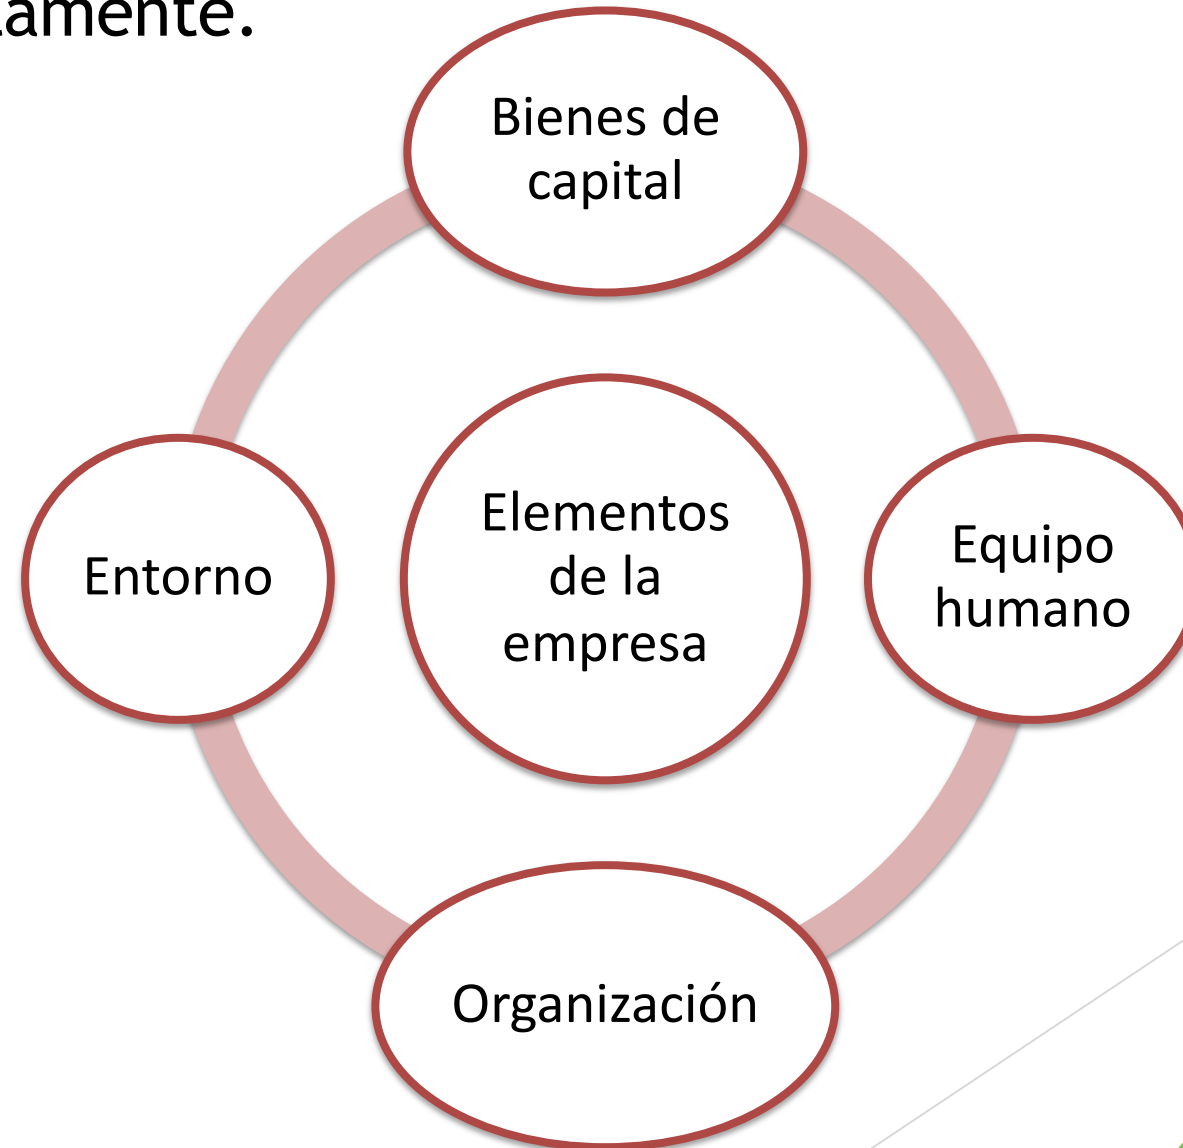 amente.
Bienes de
capital
Elementos
de la
empresa
Entorno
Equipo
humano
Organización